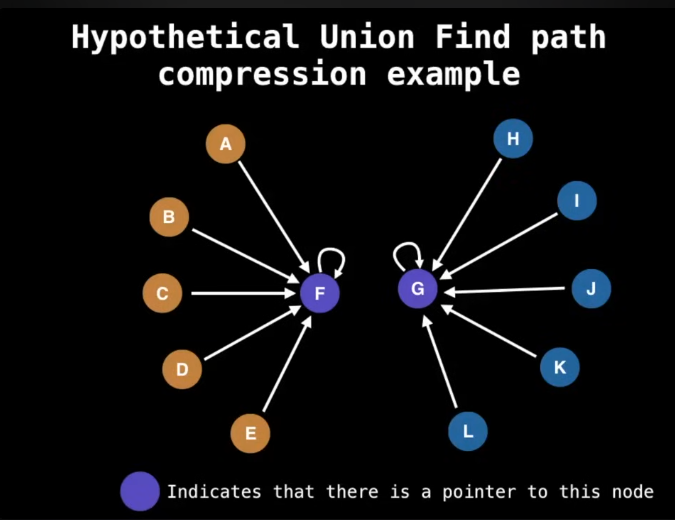 Hypothetical Union Find path
compression example
A
H
I
B
F
G
J
C
D
K
E
L
Indicates that there is a pointer to this node